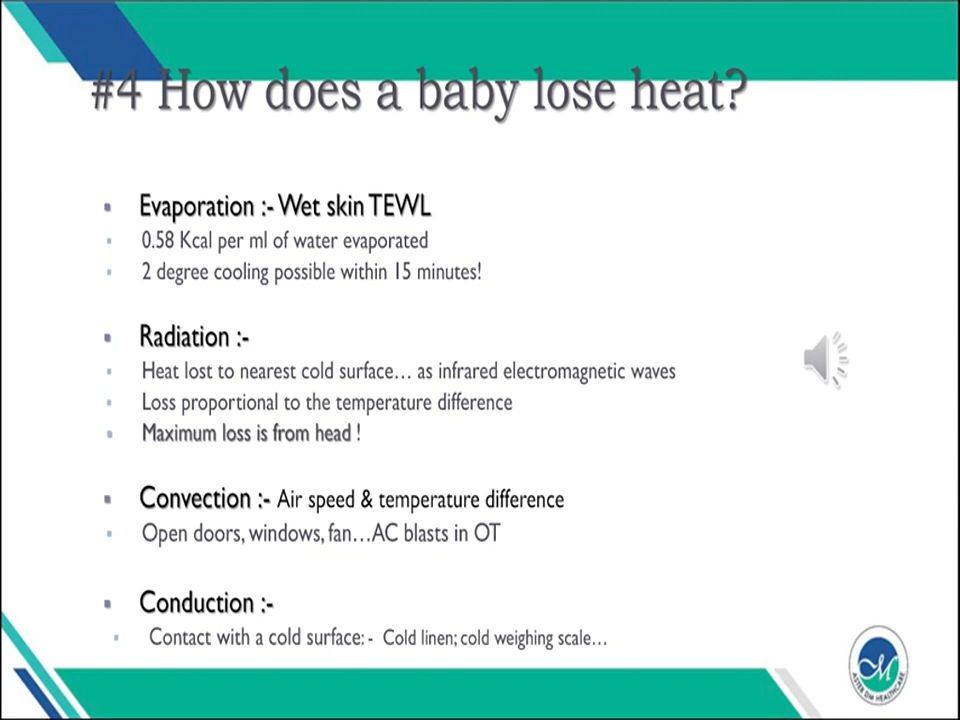 #4 How does a baby lose heat?
▪ Evaporation :- Wet skin TEWL
▪ 0.58 Kcal per ml of water evaporated
▪ 2 degree cooling possible within 15 minutes!
▪ Radiation :-
▪ Heat lost to nearest cold surface… as infrared electromagnetic waves
▪ Loss proportional to the temperature difference
▪ Maximum loss is from head !
▪ Convection :- Air speed & temperature difference
▪ Open doors, windows, fan…AC blasts in OT
▪ Conduction :-
▪ Contact with a cold surface: - Cold linen; cold weighing scale…
ASTER DM HEALTHCARE